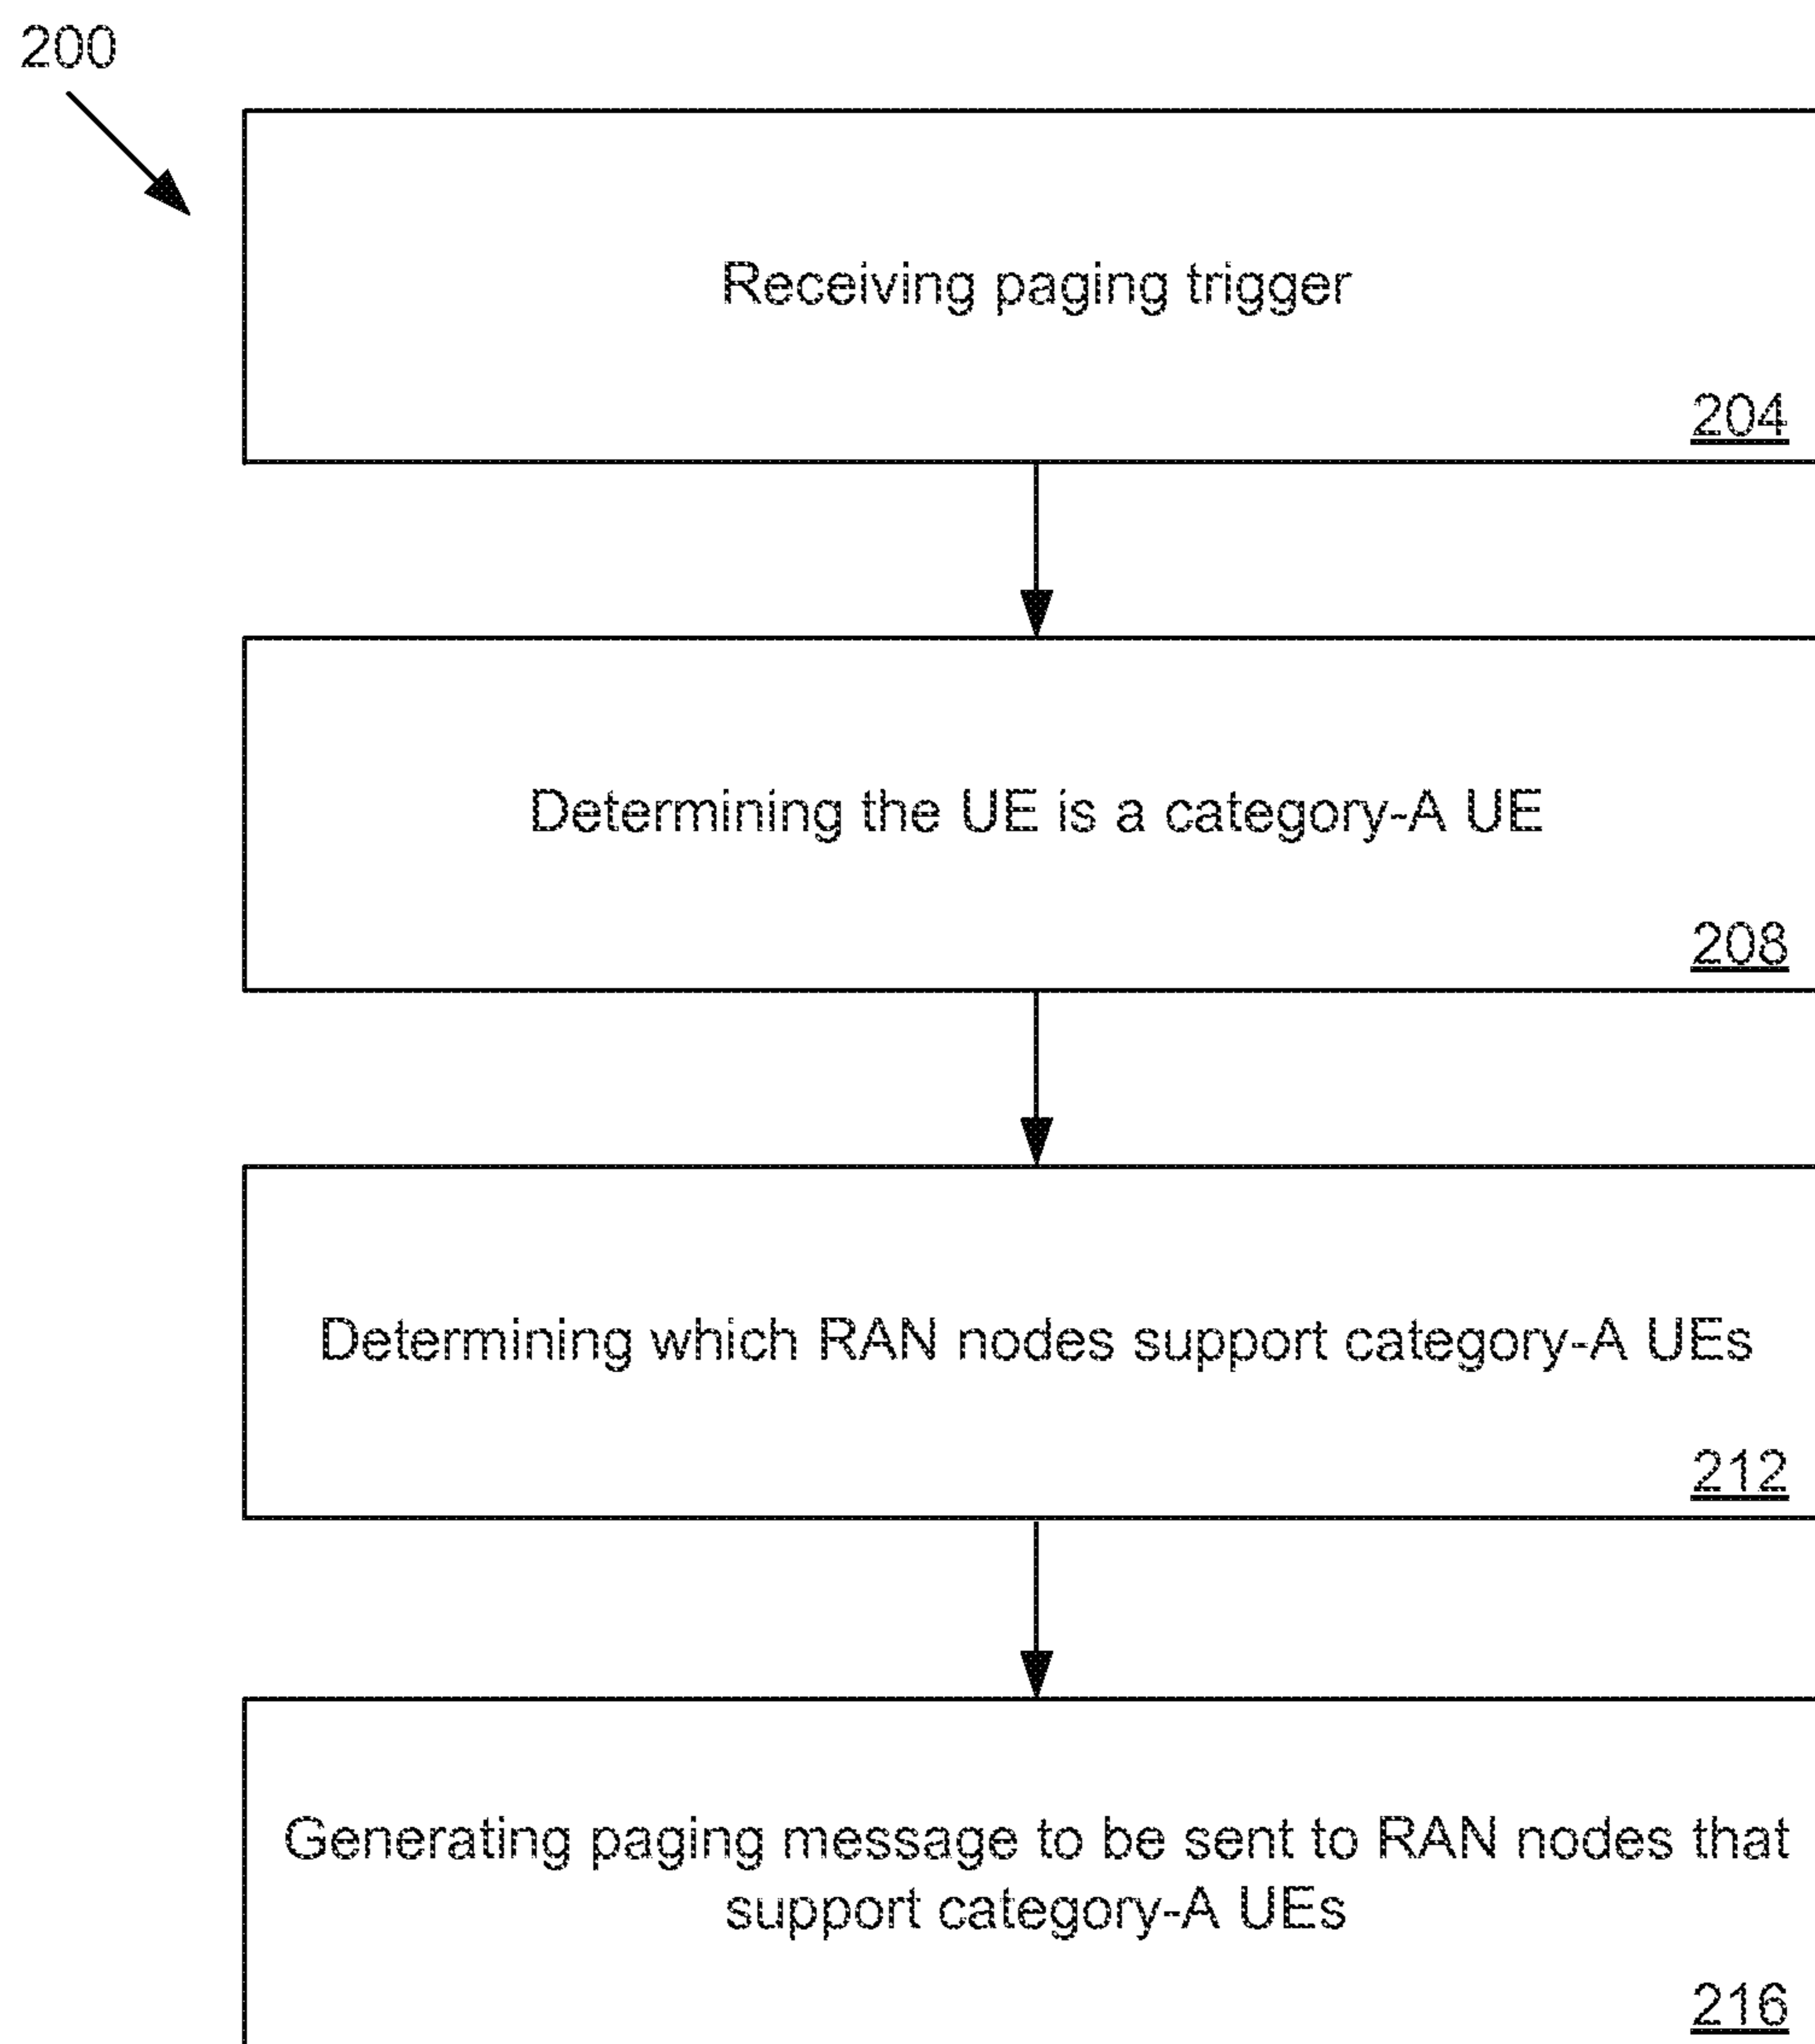 200
Receiving paging trigger
204
Determining the UE is a category-A UE
208
Determining which RAN nodes support category-A UEs
212
Generating paging message to be sent to RAN nodes that
support category-A UEs
216